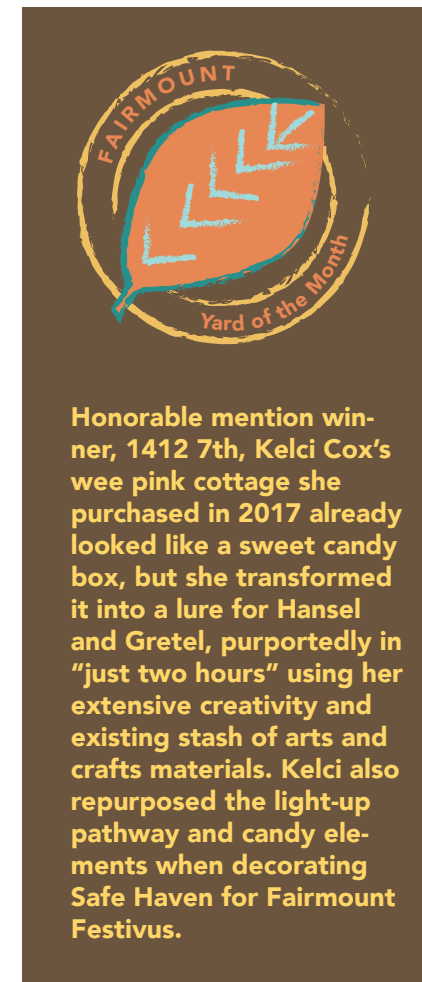 FAIRMOUNT
Yard of the Month
Honorable mention win-
ner, 1412 7th, Kelci Cox’s
wee pink cottage she
purchased in 2017 already
looked like a sweet candy
box, but she transformed
it into a lure for Hansel
and Gretel, purportedly in
“just two hours” using her
extensive creativity and
existing stash of arts and
crafts materials. Kelci also
repurposed the light-up
pathway and candy ele-
ments when decorating
Safe Haven for Fairmount
Festivus.